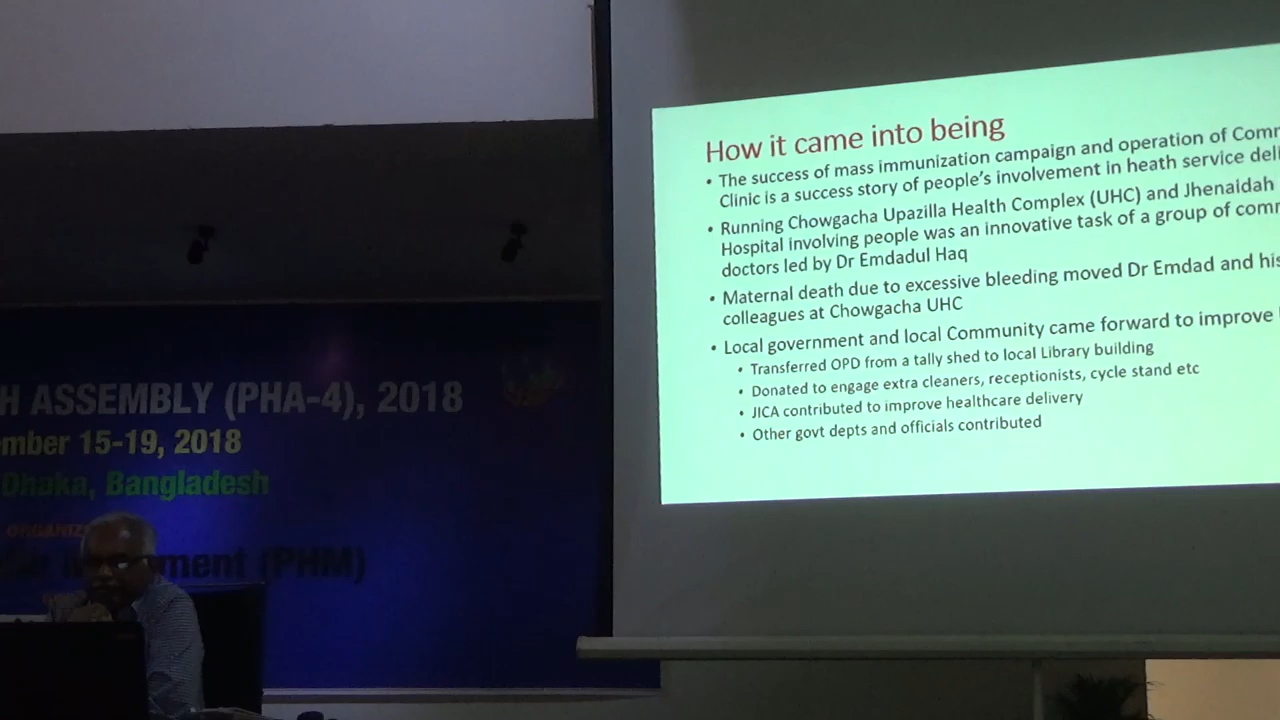 H ASSEMBLY (PHA-4), 2018
mber 15-19, 2018
Dhaka, Bangladesh
ORGANIZ
ment (PHM)
How it came into being
• The success of mass immunization campaign and operation of Comm
Clinic is a success story of people's involvement in heath service deli
• Running Chowgacha Upazilla Health Complex (UHC) and Jhenaidah
Hospital involving people was an innovative task of a group of comm
doctors led by Dr Emdadul Haq
• Maternal death due to excessive bleeding moved Dr Emdad and his
colleagues at Chowgacha UHC
• Local government and local Community came forward to improve
• Transferred OPD from a tally shed to local Library building
• Donated to engage extra cleaners, receptionists, cycle stand etc
• JICA contributed to improve healthcare delivery
• Other govt depts and officials contributed